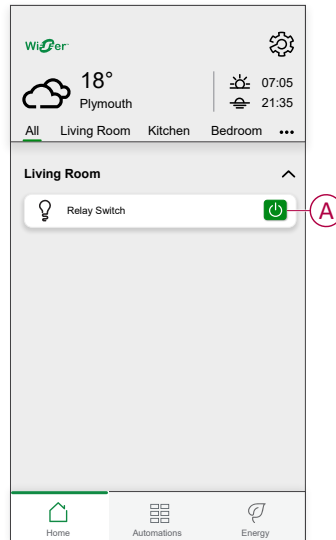 Wiser
18°
Plymouth
07:05
21:35
All Living Room Kitchen Bedroom •••
Living Room
Relay Switch
A
Home Automations Energy